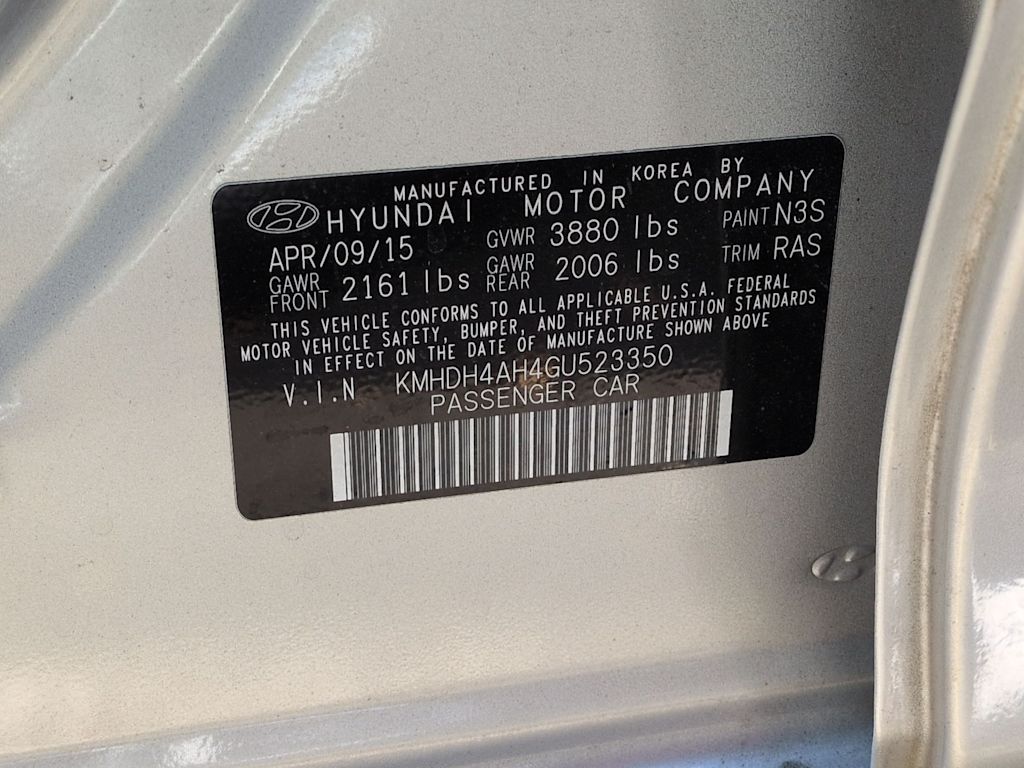 MANUFACTURED IN KOREA BY
HYUNDAI MOTOR COMPANY
APR/09/15 GVWR 3880 lbs PAINT N3S
GAWR FRONT 2161 lbs GAWR REAR 2006 lbs TRIM RAS
THIS VEHICLE CONFORMS TO ALL APPLICABLE U.S.A. FEDERAL
MOTOR VEHICLE SAFETY, BUMPER, AND THEFT PREVENTION STANDARDS
IN EFFECT ON THE DATE OF MANUFACTURE SHOWN ABOVE
V.I.N KMHDH4AH4GU523350
PASSENGER CAR